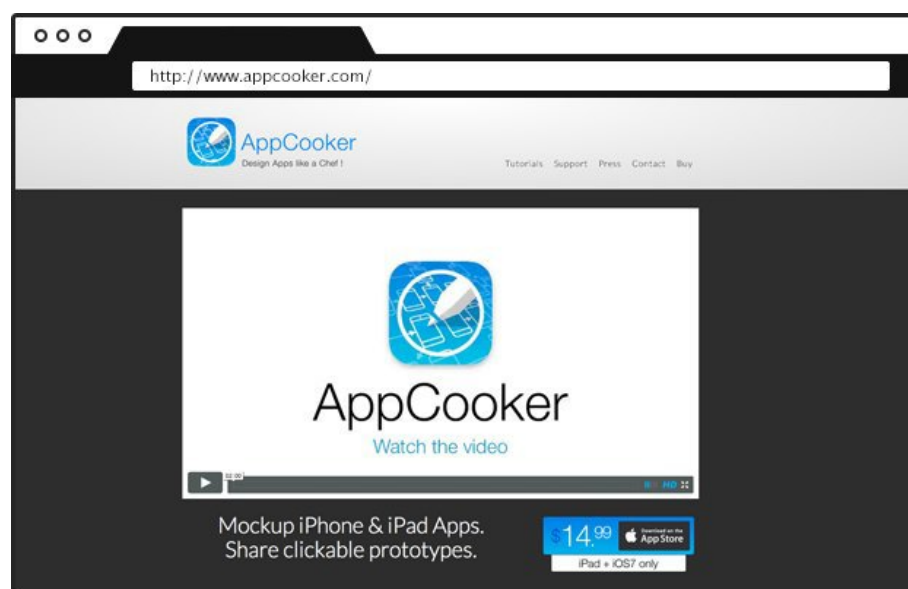 http://www.appcooker.com/
AppCooker
Design Apps like a Chef !
Tutorials Support Press Contact Buy
AppCooker
Watch the video
HD
Mockup iPhone & iPad Apps.
Share clickable prototypes.
$14.99
Download on the
App Store
iPad + iOS7 only